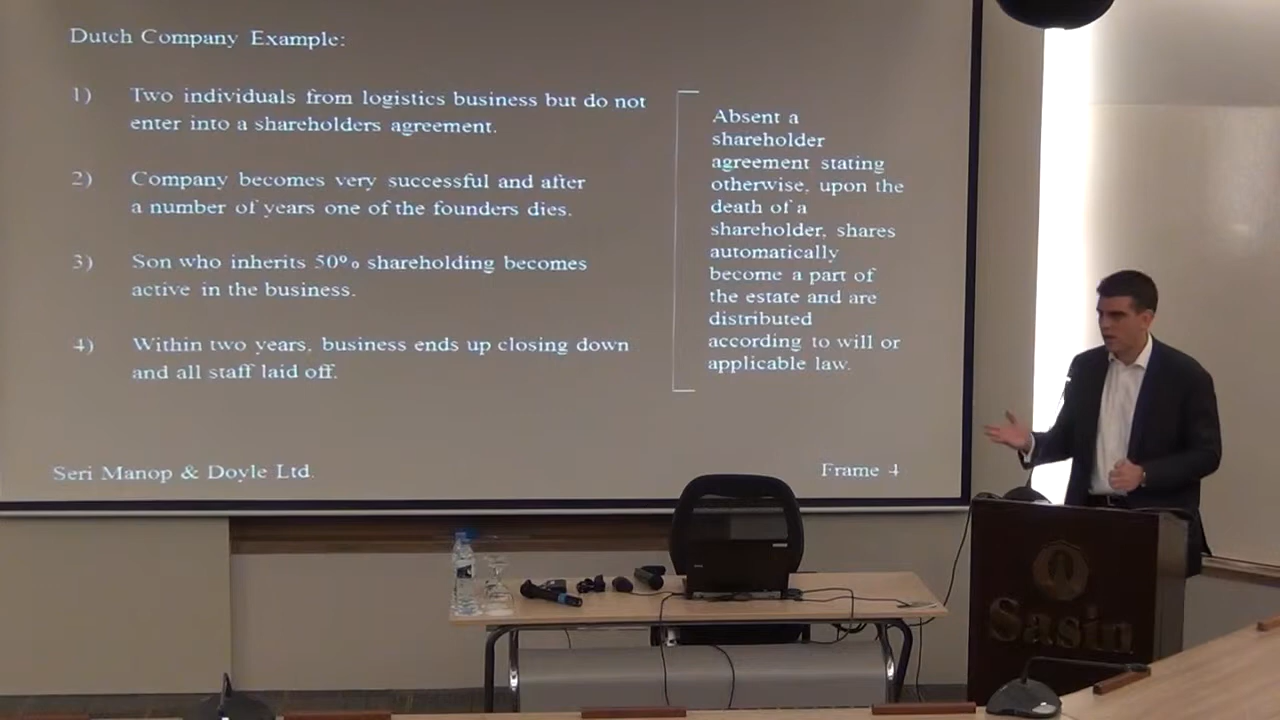 Dutch Company Example:
1) Two individuals from logistics business but do not
enter into a shareholders agreement.
2) Company becomes very successful and after
a number of years one of the founders dies.
3) Son who inherits 50% shareholding becomes
active in the business.
4) Within two years, business ends up closing down
and all staff laid off.
Absent a
shareholder
agreement stating
otherwise, upon the
death of a
shareholder, shares
automatically
become a part of
the estate and are
distributed
according to will or
applicable law.
Seri Manop & Doyle Ltd.
Frame 4
Sasin